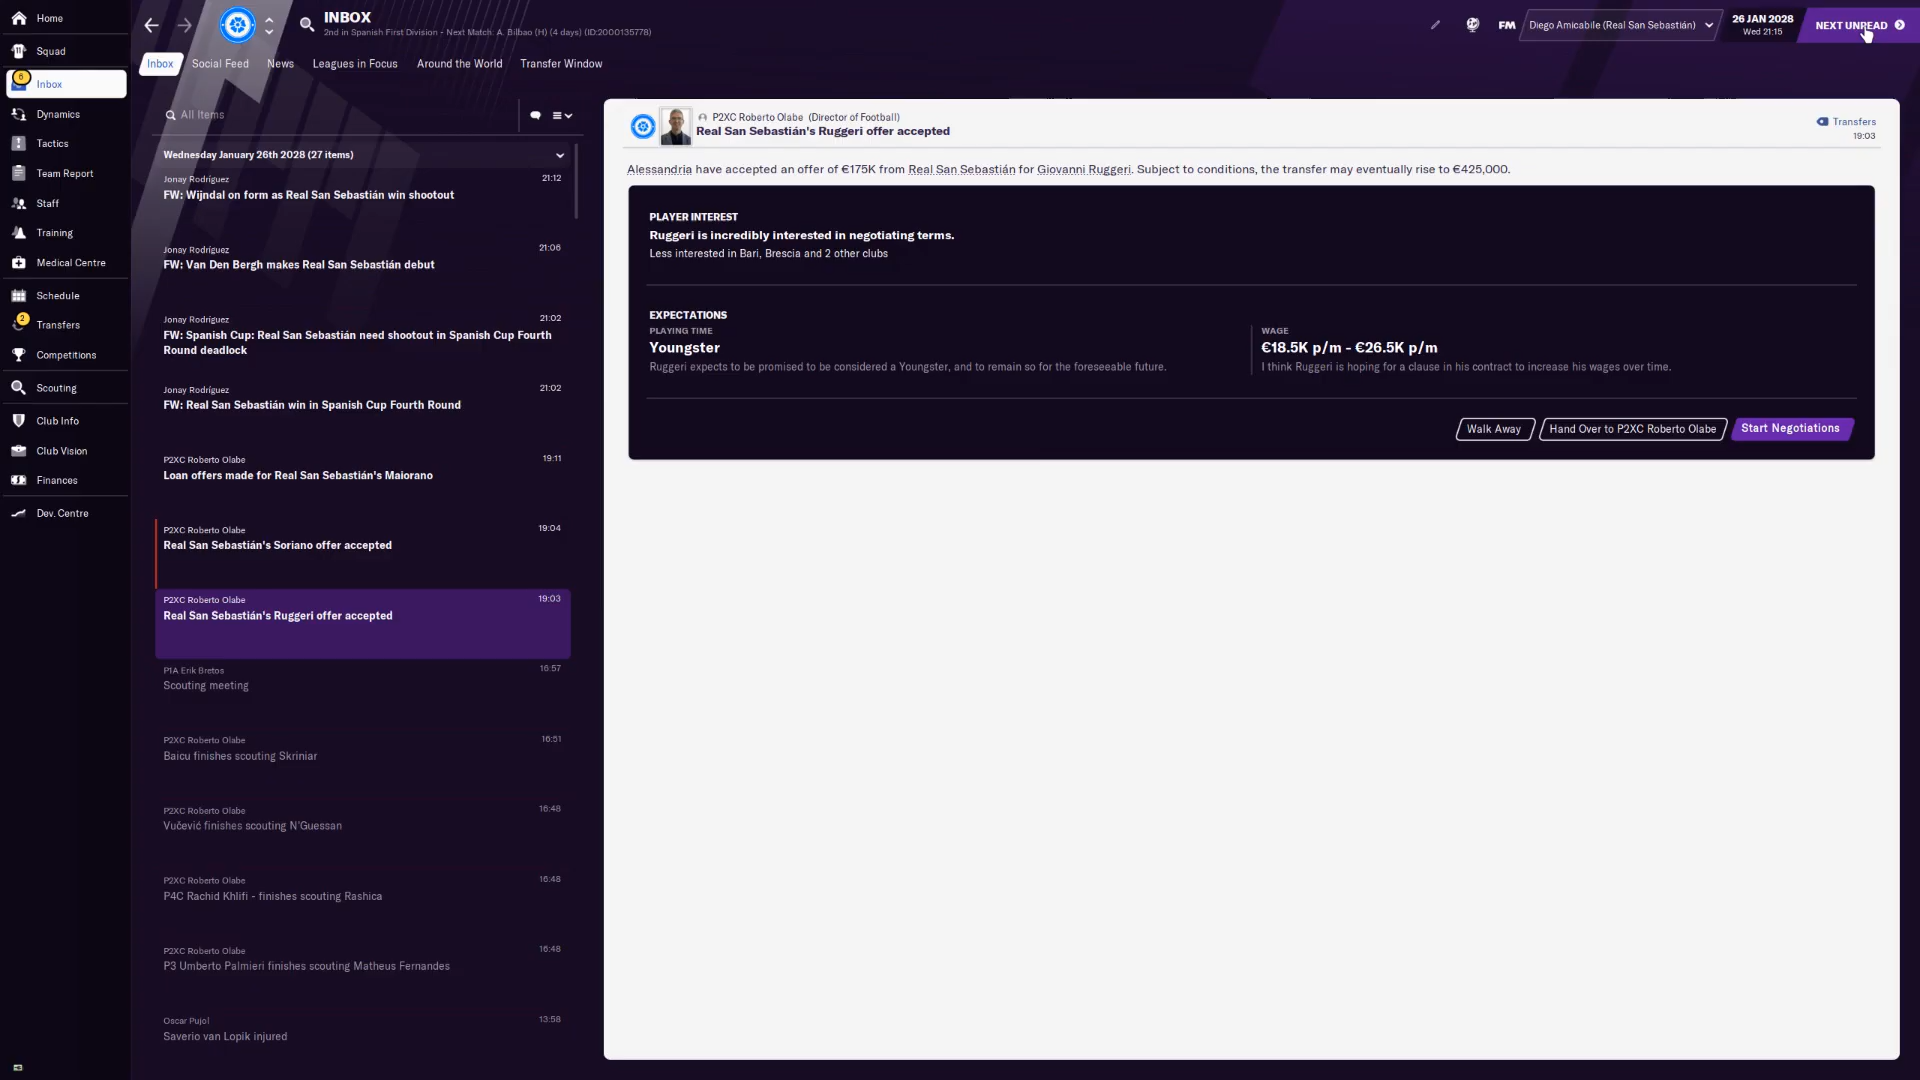 Home
Squad
6
Inbox
Dynamics
Tactics
Team Report
Staff
Training
Medical Centre
Schedule
2
Transfers
Competitions
Scouting
Club Info
Club Vision
Finances
Dev. Centre
INBOX
2nd in Spanish First Division - Next Match: A. Bilbao (H) (4 days) (ID:2000135778)
FM
Diego Amicabile (Real San Sebastián)
26 JAN 2028
Wed 21:15
NEXT UNREAD
Inbox
Social Feed
News
Leagues in Focus
Around the World
Transfer Window
All Items
Wednesday January 26th 2028 (27 items)
Jonay Rodríguez 21:12
FW: Wijndal on form as Real San Sebastián win shootout
Jonay Rodríguez 21:06
FW: Van Den Bergh makes Real San Sebastián debut
Jonay Rodríguez 21:02
FW: Spanish Cup: Real San Sebastián need shootout in Spanish Cup Fourth
Round deadlock
Jonay Rodríguez 21:02
FW: Real San Sebastián win in Spanish Cup Fourth Round
P2XC Roberto Olabe 19:11
Loan offers made for Real San Sebastián's Maiorano
P2XC Roberto Olabe 19:04
Real San Sebastián's Soriano offer accepted
P2XC Roberto Olabe 19:03
Real San Sebastián's Ruggeri offer accepted
P1A Erik Bretos 16:57
Scouting meeting
P2XC Roberto Olabe 16:51
Baicu finishes scouting Skriniar
P2XC Roberto Olabe 16:48
Vučević finishes scouting N'Guessan
P2XC Roberto Olabe 16:48
P4C Rachid Khlifi - finishes scouting Rashica
P2XC Roberto Olabe 16:48
P3 Umberto Palmieri finishes scouting Matheus Fernandes
Oscar Pujol 13:58
Saverio van Lopik injured
P2XC Roberto Olabe (Director of Football)
Real San Sebastián's Ruggeri offer accepted
Transfers
19:03
Alessandria have accepted an offer of €175K from Real San Sebastián for Giovanni Ruggeri. Subject to conditions, the transfer may eventually rise to €425,000.
PLAYER INTEREST
Ruggeri is incredibly interested in negotiating terms.
Less interested in Bari, Brescia and 2 other clubs
EXPECTATIONS
PLAYING TIME
Youngster
Ruggeri expects to be promised to be considered a Youngster, and to remain so for the foreseeable future.
WAGE
€18.5K p/m - €26.5K p/m
I think Ruggeri is hoping for a clause in his contract to increase his wages over time.
Walk Away
Hand Over to P2XC Roberto Olabe
Start Negotiations